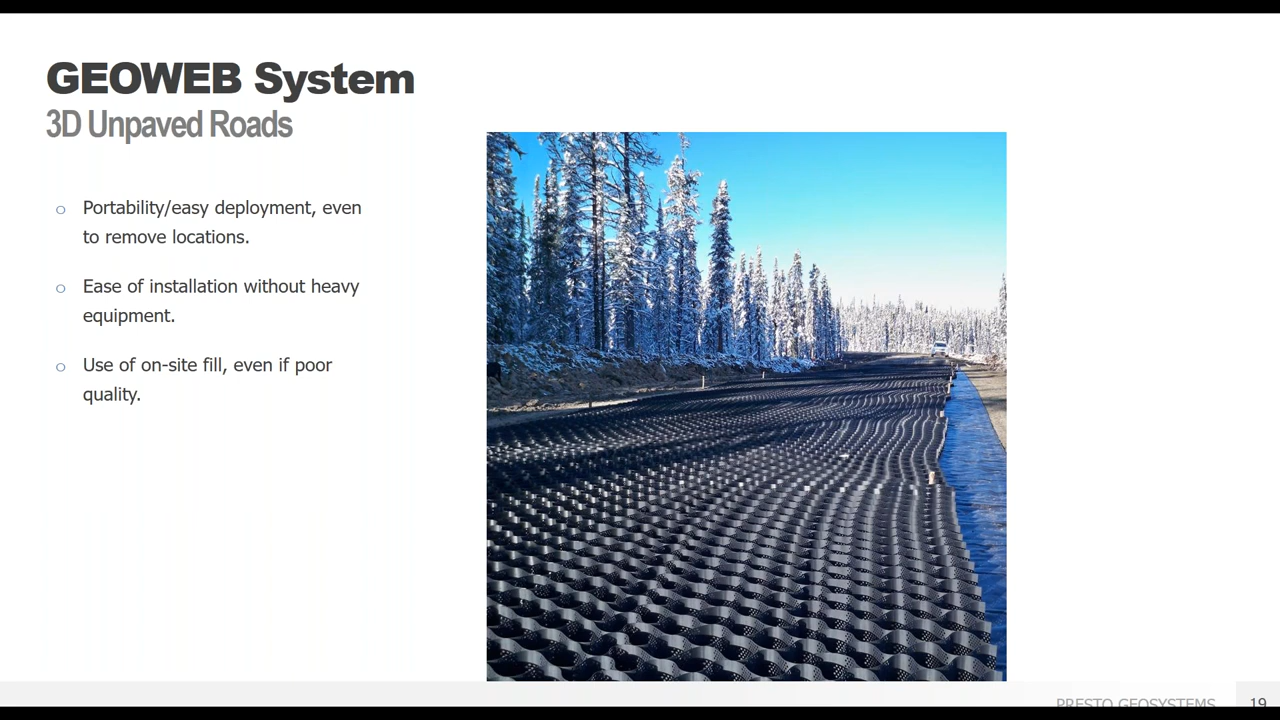 GEOWEB System
3D Unpaved Roads
Portability/easy deployment, even
to remove locations.
Ease of installation without heavy
equipment.
Use of on-site fill, even if poor
quality.
PRESTO GEOSYSTEMS
19